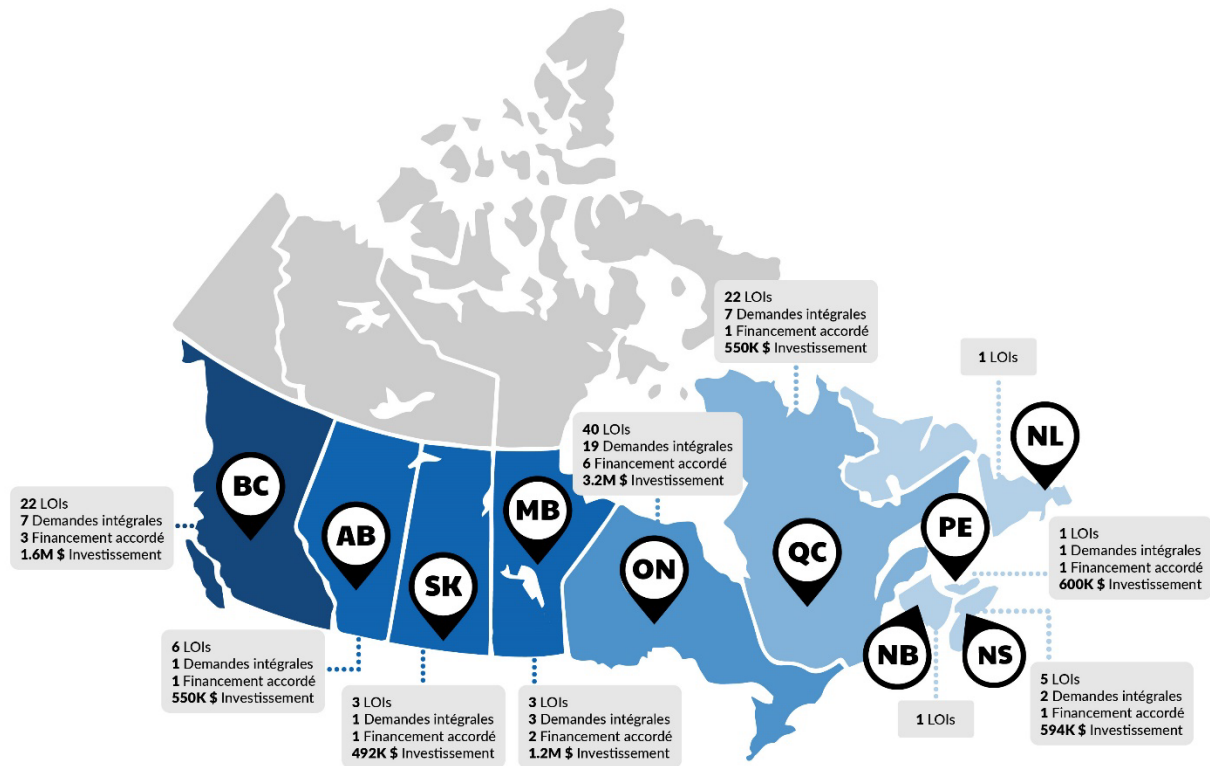 22 LOIs
7 Demandes intégrales
1 Financement accordé
550K $ Investissement
1 LOIs
40 LOIs
19 Demandes intégrales
6 Financement accordé
3.2M $ Investissement
NL
BC
22 LOIs
7 Demandes intégrales
3 Financement accordé
1.6M $ Investissement
AB
SK
MB
ON
QC
PE
1 LOIs
1 Demandes intégrales
1 Financement accordé
600K $ Investissement
NB
NS
6 LOIs
1 Demandes intégrales
1 Financement accordé
550K $ Investissement
3 LOIs
1 Demandes intégrales
1 Financement accordé
492K $ Investissement
3 LOIs
3 Demandes intégrales
2 Financement accordé
1.2M $ Investissement
1 LOIs
5 LOIs
2 Demandes intégrales
1 Financement accordé
594K $ Investissement